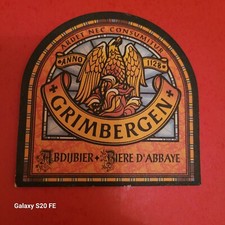 ARDET NEC CONSUMITUR
ANNO 1128
GRIMBERGEN
ABDIJBIER + BIERE D'ABBAYE
Galaxy S20 FE